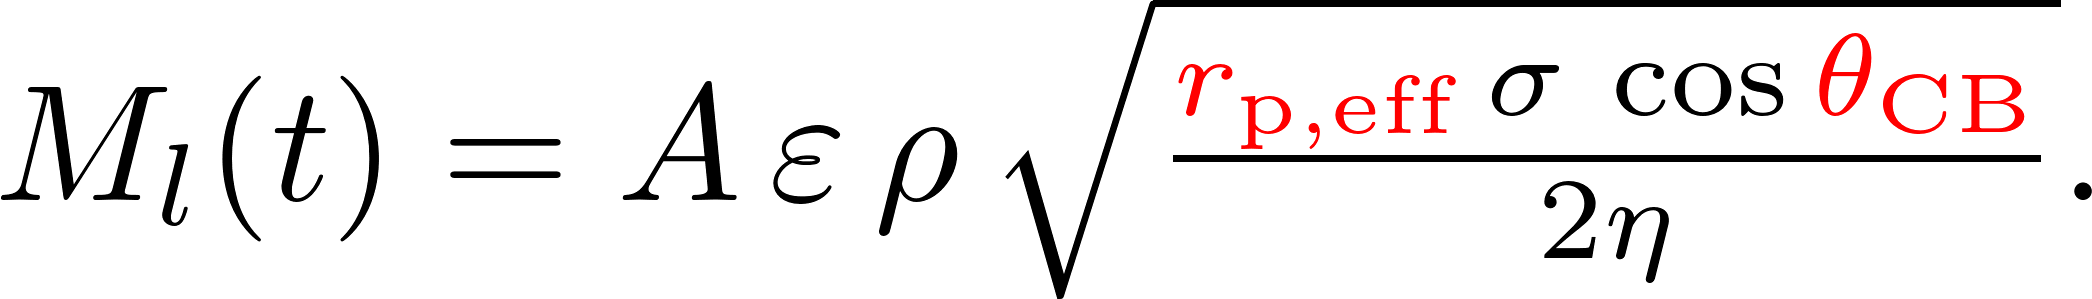 M_l(t) = A ε ρ √(r_{p,eff} σ cos θ_{CB} / 2η).